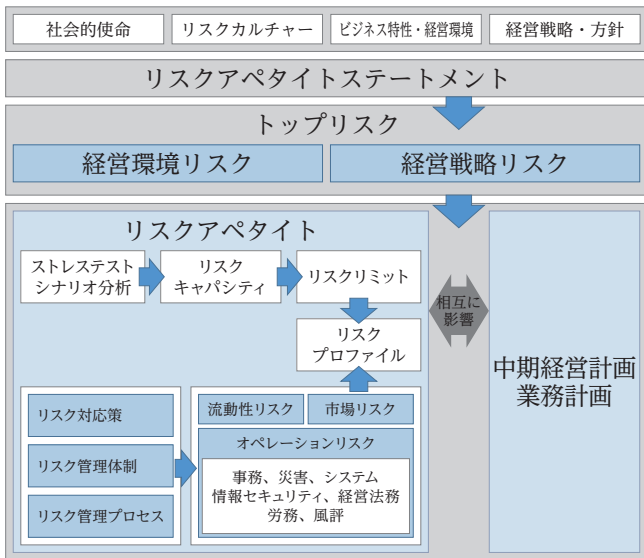 社会的使命
リスクカルチャー
ビジネス特性・経営環境
経営戦略・方針
リスクアペタイトステートメント
トップリスク
経営環境リスク
経営戦略リスク
リスクアペタイト
ストレステスト
シナリオ分析
リスク
キャパシティ
リスクリミット
リスク
プロファイル
相互に
影響
中期経営計画
業務計画
リスク対応策
リスク管理体制
リスク管理プロセス
流動性リスク
市場リスク
オペレーションリスク
事務、災害、システム
情報セキュリティ、経営法務
労務、風評